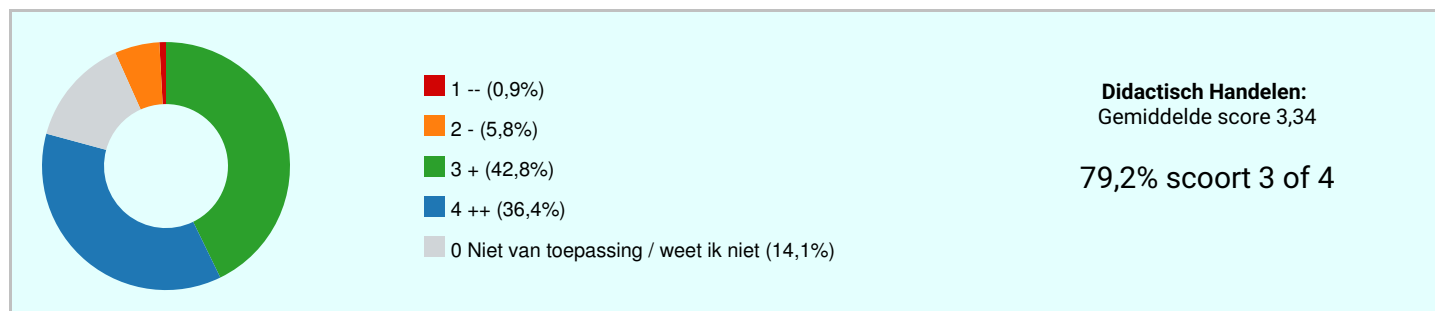 1 -- (0,9%)
2 - (5,8%)
3 + (42,8%)
4 ++ (36,4%)
0 Niet van toepassing / weet ik niet (14,1%)
Didactisch Handelen:
Gemiddelde score 3,34
79,2% scoort 3 of 4